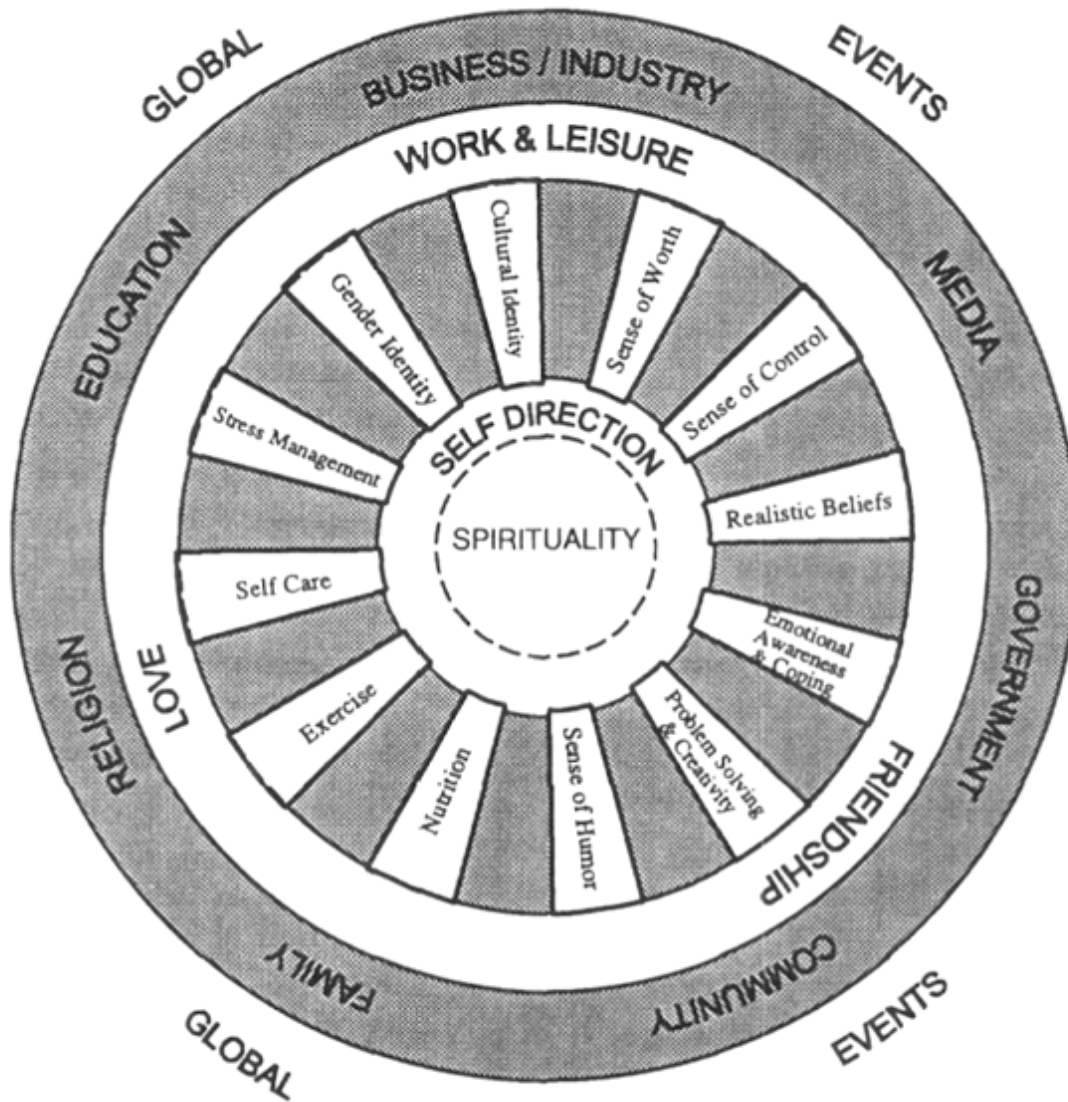 GLOBAL
EVENTS
BUSINESS / INDUSTRY
MEDIA
GOVERNMENT
COMMUNITY
FAMILY
RELIGION
EDUCATION
WORK & LEISURE
FRIENDSHIP
LOVE
Cultural Identity
Sense of Worth
Sense of Control
Realistic Beliefs
Emotional
Awareness
& Coping
Problem Solving
& Creativity
Sense of Humor
Nutrition
Exercise
Self Care
Stress Management
Gender Identity
SELF DIRECTION
SPIRITUALITY
GLOBAL
EVENTS